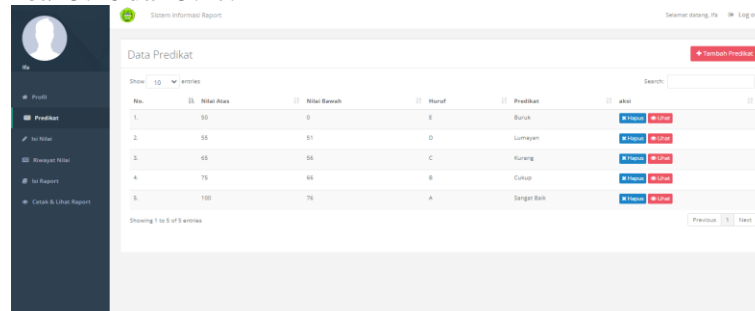 Sistem Informasi Raport
Selamat datang, Ifa
Log o
Ifa
Profil
Predikat
Isi Nilai
Riwayat Nilai
Isi Raport
Cetak & Lihat Raport
Data Predikat
+ Tambah Predikat
Show 10 entries
Search:
No. Nilai Atas Nilai Bawah Huruf Predikat aksi
1. 50 0 E Buruk Hapus Lihat
2. 55 51 D Lumayan Hapus Lihat
3. 65 56 C Kurang Hapus Lihat
4. 75 66 B Cukup Hapus Lihat
5. 100 76 A Sangat Baik Hapus Lihat
Showing 1 to 5 of 5 entries
Previous 1 Next